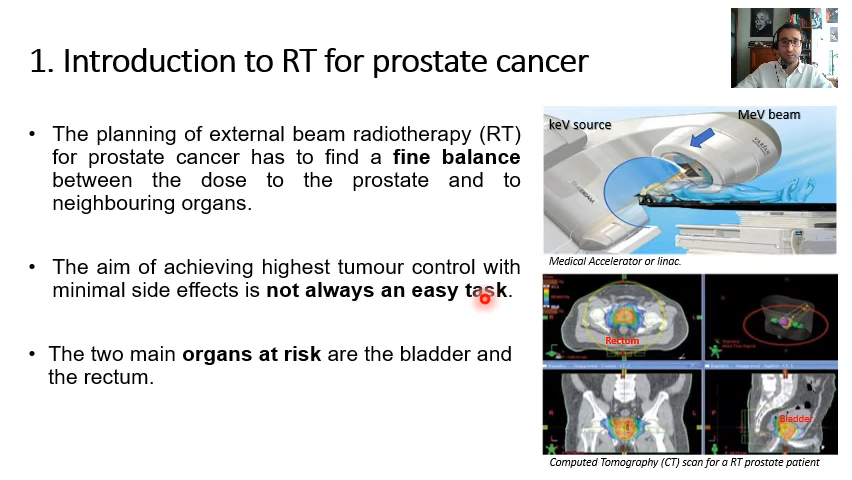 1. Introduction to RT for prostate cancer
• The planning of external beam radiotherapy (RT)
for prostate cancer has to find a fine balance
between the dose to the prostate and to
neighbouring organs.
• The aim of achieving highest tumour control with
minimal side effects is not always an easy task.
• The two main organs at risk are the bladder and
the rectum.
keV source
MeV beam
VARIAN
Medical Accelerator or linac.
Rectum
Bladder
Computed Tomography (CT) scan for a RT prostate patient